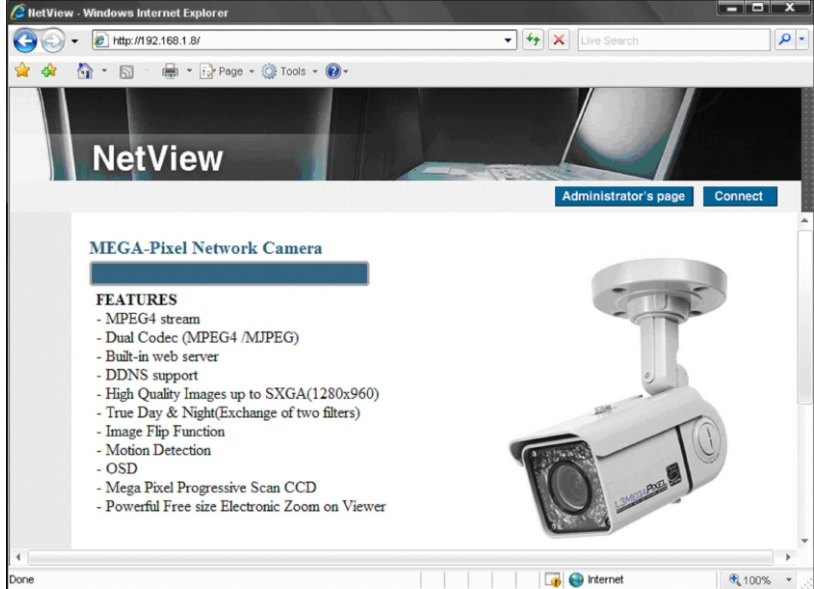 NetView - Windows Internet Explorer
http://192.168.1.8/
Live Search
Page
Tools
NetView
Administrator's page
Connect
MEGA-Pixel Network Camera
FEATURES
- MPEG4 stream
- Dual Codec (MPEG4 /MJPEG)
- Built-in web server
- DDNS support
- High Quality Images up to SXGA(1280x960)
- True Day & Night(Exchange of two filters)
- Image Flip Function
- Motion Detection
- OSD
- Mega Pixel Progressive Scan CCD
- Powerful Free size Electronic Zoom on Viewer
1.3MEGAPIXEL
Done
Internet
100%